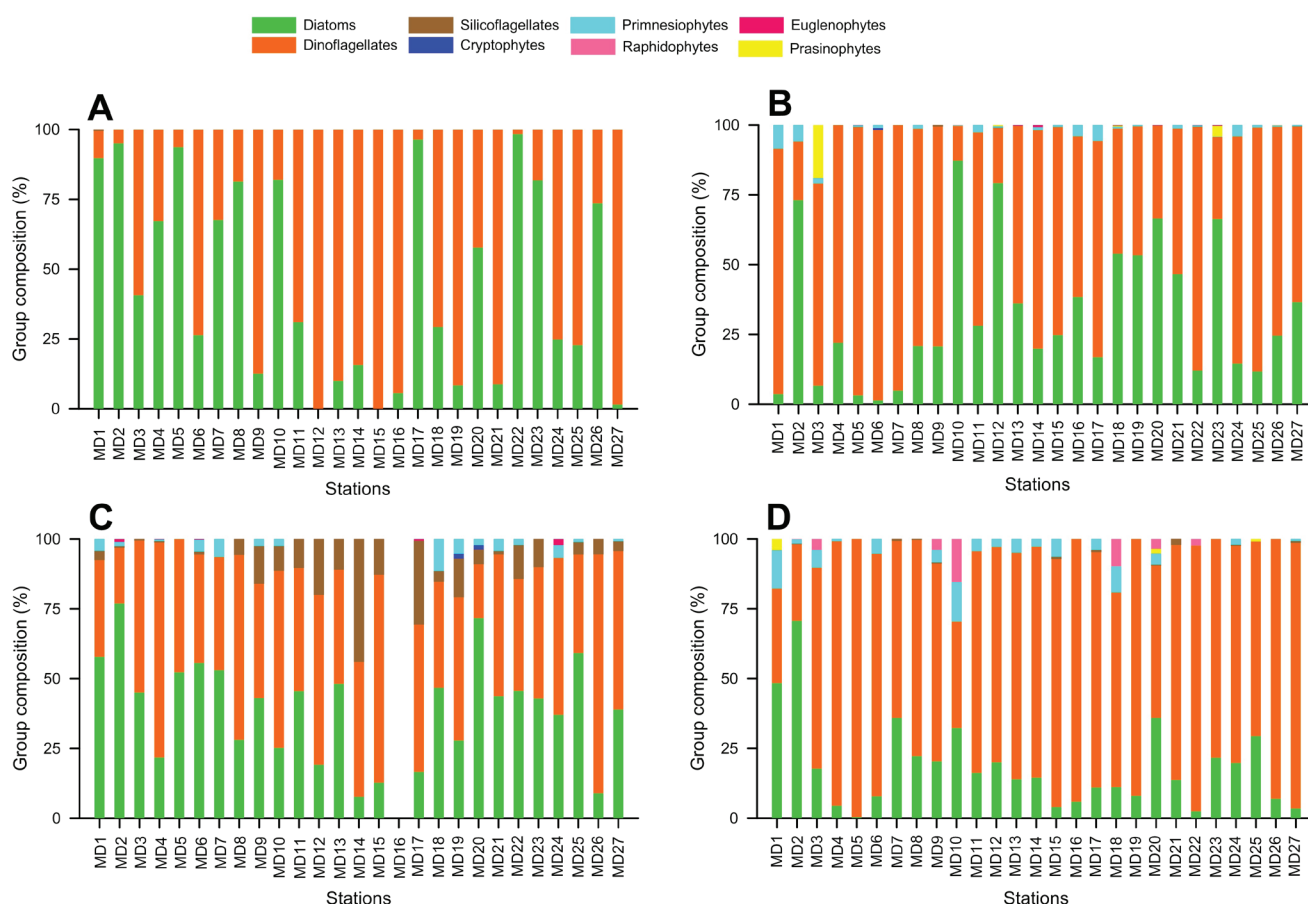 Diatoms Silicoflagellates Primnesiophytes Euglenophytes
Dinoflagellates Cryptophytes Raphidophytes Prasinophytes
A
100
75
50
25
0
Group composition (%)
MD1 MD2 MD3 MD4 MD5 MD6 MD7 MD8 MD9 MD10 MD11 MD12 MD13 MD14 MD15 MD16 MD17 MD18 MD19 MD20 MD21 MD22 MD23 MD24 MD25 MD26 MD27
Stations
B
100
75
50
25
0
Group composition (%)
MD1 MD2 MD3 MD4 MD5 MD6 MD7 MD8 MD9 MD10 MD11 MD12 MD13 MD14 MD15 MD16 MD17 MD18 MD19 MD20 MD21 MD22 MD23 MD24 MD25 MD26 MD27
Stations
C
100
75
50
25
0
Group composition (%)
MD1 MD2 MD3 MD4 MD5 MD6 MD7 MD8 MD9 MD10 MD11 MD12 MD13 MD14 MD15 MD16 MD17 MD18 MD19 MD20 MD21 MD22 MD23 MD24 MD25 MD26 MD27
Stations
D
100
75
50
25
0
Group composition (%)
MD1 MD2 MD3 MD4 MD5 MD6 MD7 MD8 MD9 MD10 MD11 MD12 MD13 MD14 MD15 MD16 MD17 MD18 MD19 MD20 MD21 MD22 MD23 MD24 MD25 MD26 MD27
Stations